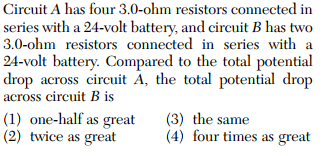 Circuit A has four 3.0-ohm resistors connected in
series with a 24-volt battery, and circuit B has two
3.0-ohm resistors connected in series with a
24-volt battery. Compared to the total potential
drop across circuit A, the total potential drop
across circuit B is
(1) one-half as great (3) the same
(2) twice as great (4) four times as great